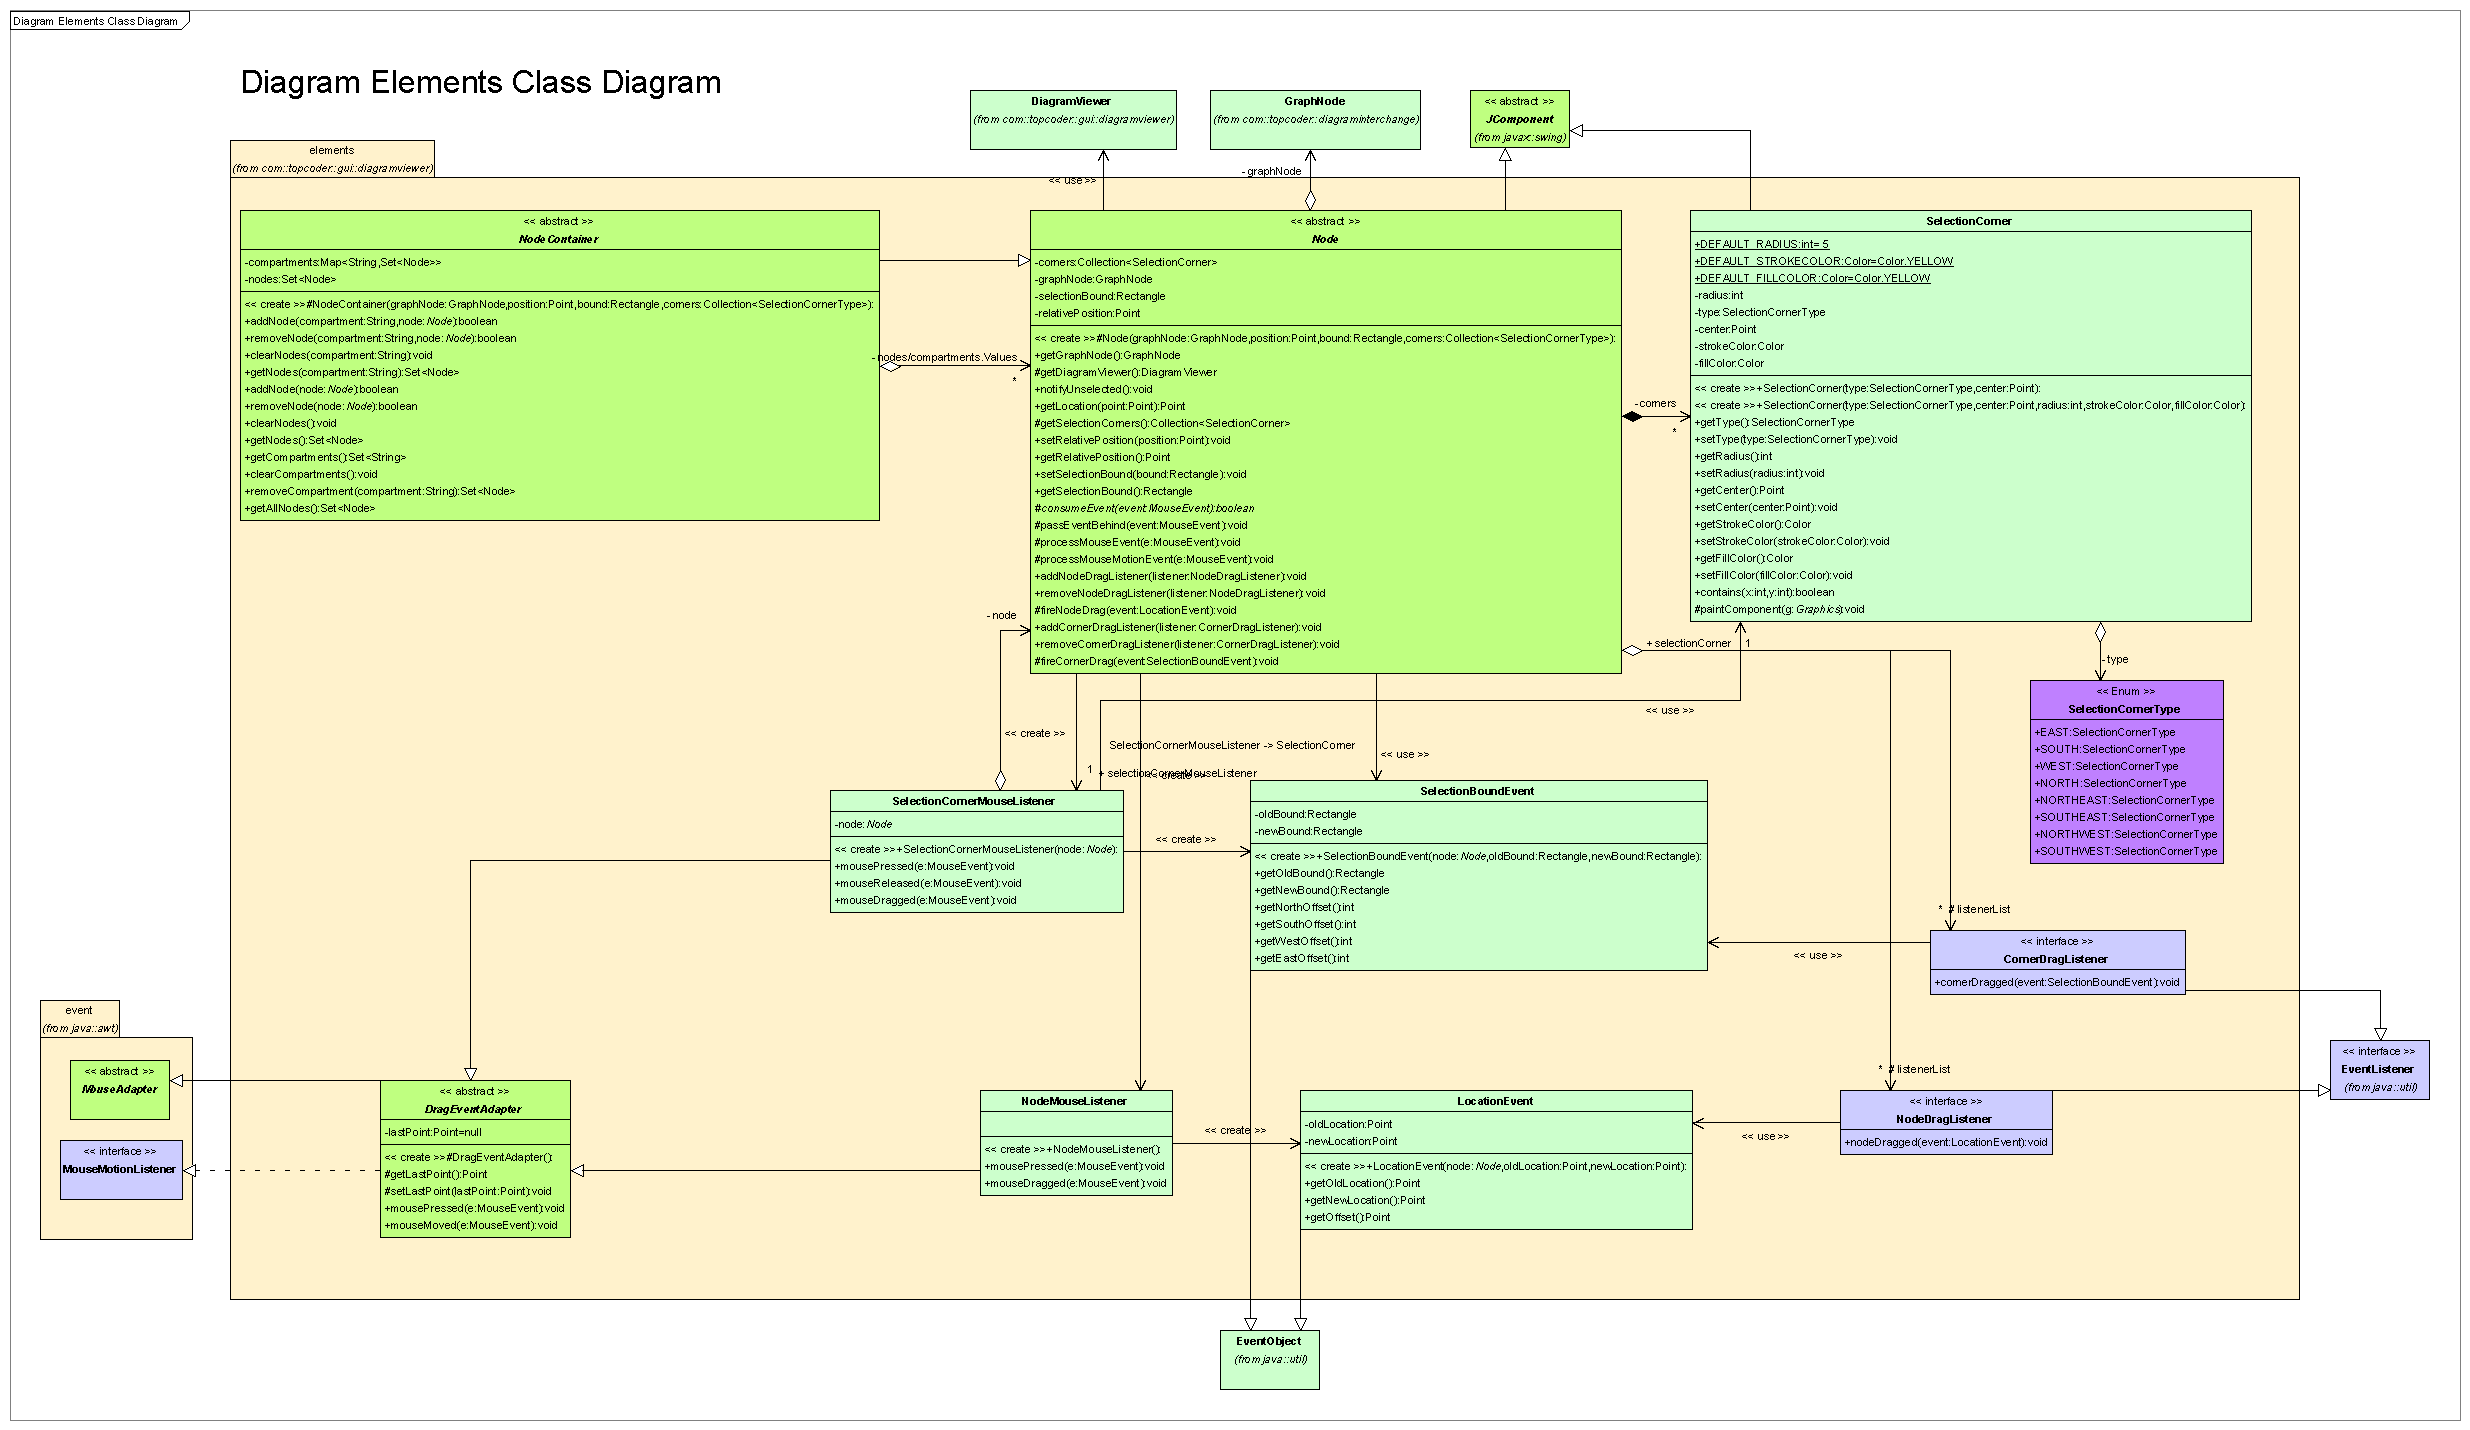 Diagram Elements Class Diagram
Diagram Elements Class Diagram
DiagramViewer
(from com::topcoder::gui::diagramviewer)
GraphNode
(from com::topcoder::diagraminterchange)
<< abstract >>
JComponent
(from javax::swing)
elements
(from com::topcoder::gui::diagramviewer)
<< use >>
- graphNode
<< abstract >>
NodeContainer
-compartments:Map<String,Set<Node>>
-nodes:Set<Node>
<< create >>#NodeContainer(graphNode:GraphNode,position:Point,bound:Rectangle,corners:Collection<SelectionCornerType>):
+addNode(compartment:String,node: Node):boolean
+removeNode(compartment:String,node: Node):boolean
+clearNodes(compartment:String):void
+getNodes(compartment:String):Set<Node>
+addNode(node: Node):boolean
+removeNode(node: Node):boolean
+clearNodes():void
+getNodes():Set<Node>
+getCompartments():Set<String>
+clearCompartments():void
+removeCompartment(compartment:String):Set<Node>
+getAllNodes():Set<Node>
- nodes/compartments.Values
*
<< abstract >>
Node
-corners:Collection<SelectionCorner>
-graphNode:GraphNode
-selectionBound:Rectangle
-relativePosition:Point
<< create >>#Node(graphNode:GraphNode,position:Point,bound:Rectangle,corners:Collection<SelectionCornerType>):
+getGraphNode():GraphNode
#getDiagramViewer():DiagramViewer
+notifyUnselected():void
+getLocation(point:Point):Point
#getSelectionCorners():Collection<SelectionCorner>
+setRelativePosition(position:Point):void
+getRelativePosition():Point
+setSelectionBound(bound:Rectangle):void
+getSelectionBound():Rectangle
#consumeEvent(event:MouseEvent):boolean
#passEventBehind(event:MouseEvent):void
#processMouseEvent(e:MouseEvent):void
#processMouseMotionEvent(e:MouseEvent):void
+addNodeDragListener(listener:NodeDragListener):void
+removeNodeDragListener(listener:NodeDragListener):void
#fireNodeDrag(event:LocationEvent):void
+addCornerDragListener(listener:CornerDragListener):void
+removeCornerDragListener(listener:CornerDragListener):void
#fireCornerDrag(event:SelectionBoundEvent):void
- corners
*
SelectionCorner
+DEFAULT_RADIUS:int= 5
+DEFAULT_STROKECOLOR:Color=Color.YELLOW
+DEFAULT_FILLCOLOR:Color=Color.YELLOW
-radius:int
-type:SelectionCornerType
-center:Point
-strokeColor:Color
-fillColor:Color
<< create >>+SelectionCorner(type:SelectionCornerType,center:Point):
<< create >>+SelectionCorner(type:SelectionCornerType,center:Point,radius:int,strokeColor:Color,fillColor:Color):
+getType():SelectionCornerType
+setType(type:SelectionCornerType):void
+getRadius():int
+setRadius(radius:int):void
+getCenter():Point
+setCenter(center:Point):void
+getStrokeColor():Color
+setStrokeColor(strokeColor:Color):void
+getFillColor():Color
+setFillColor(fillColor:Color):void
+contains(x:int,y:int):boolean
#paintComponent(g: Graphics):void
- node
+ selectionCorner 1
- type
<< Enum >>
SelectionCornerType
+EAST:SelectionCornerType
+SOUTH:SelectionCornerType
+WEST:SelectionCornerType
+NORTH:SelectionCornerType
+NORTHEAST:SelectionCornerType
+SOUTHEAST:SelectionCornerType
+NORTHWEST:SelectionCornerType
+SOUTHWEST:SelectionCornerType
<< use >>
<< create >>
SelectionCornerMouseListener -> SelectionCorner
<< use >>
1 + selectionCornerMouseListener
<< create >>
SelectionCornerMouseListener
-node: Node
<< create >>+SelectionCornerMouseListener(node: Node):
+mousePressed(e:MouseEvent):void
+mouseReleased(e:MouseEvent):void
+mouseDragged(e:MouseEvent):void
<< create >>
SelectionBoundEvent
-oldBound:Rectangle
-newBound:Rectangle
<< create >>+SelectionBoundEvent(node: Node,oldBound:Rectangle,newBound:Rectangle):
+getOldBound():Rectangle
+getNewBound():Rectangle
+getNorthOffset():int
+getSouthOffset():int
+getWestOffset():int
+getEastOffset():int
* # listenerList
<< use >>
<< interface >>
CornerDragListener
+cornerDragged(event:SelectionBoundEvent):void
event
(from java::awt)
<< abstract >>
MouseAdapter
<< interface >>
MouseMotionListener
<< abstract >>
DragEventAdapter
-lastPoint:Point=null
<< create >>#DragEventAdapter():
#getLastPoint():Point
#setLastPoint(lastPoint:Point):void
+mousePressed(e:MouseEvent):void
+mouseMoved(e:MouseEvent):void
NodeMouseListener
<< create >>+NodeMouseListener():
+mousePressed(e:MouseEvent):void
+mouseDragged(e:MouseEvent):void
<< create >>
LocationEvent
-oldLocation:Point
-newLocation:Point
<< create >>+LocationEvent(node: Node,oldLocation:Point,newLocation:Point):
+getOldLocation():Point
+getNewLocation():Point
+getOffset():Point
* # listenerList
<< use >>
<< interface >>
NodeDragListener
+nodeDragged(event:LocationEvent):void
<< interface >>
EventListener
(from java::util)
EventObject
(from java::util)